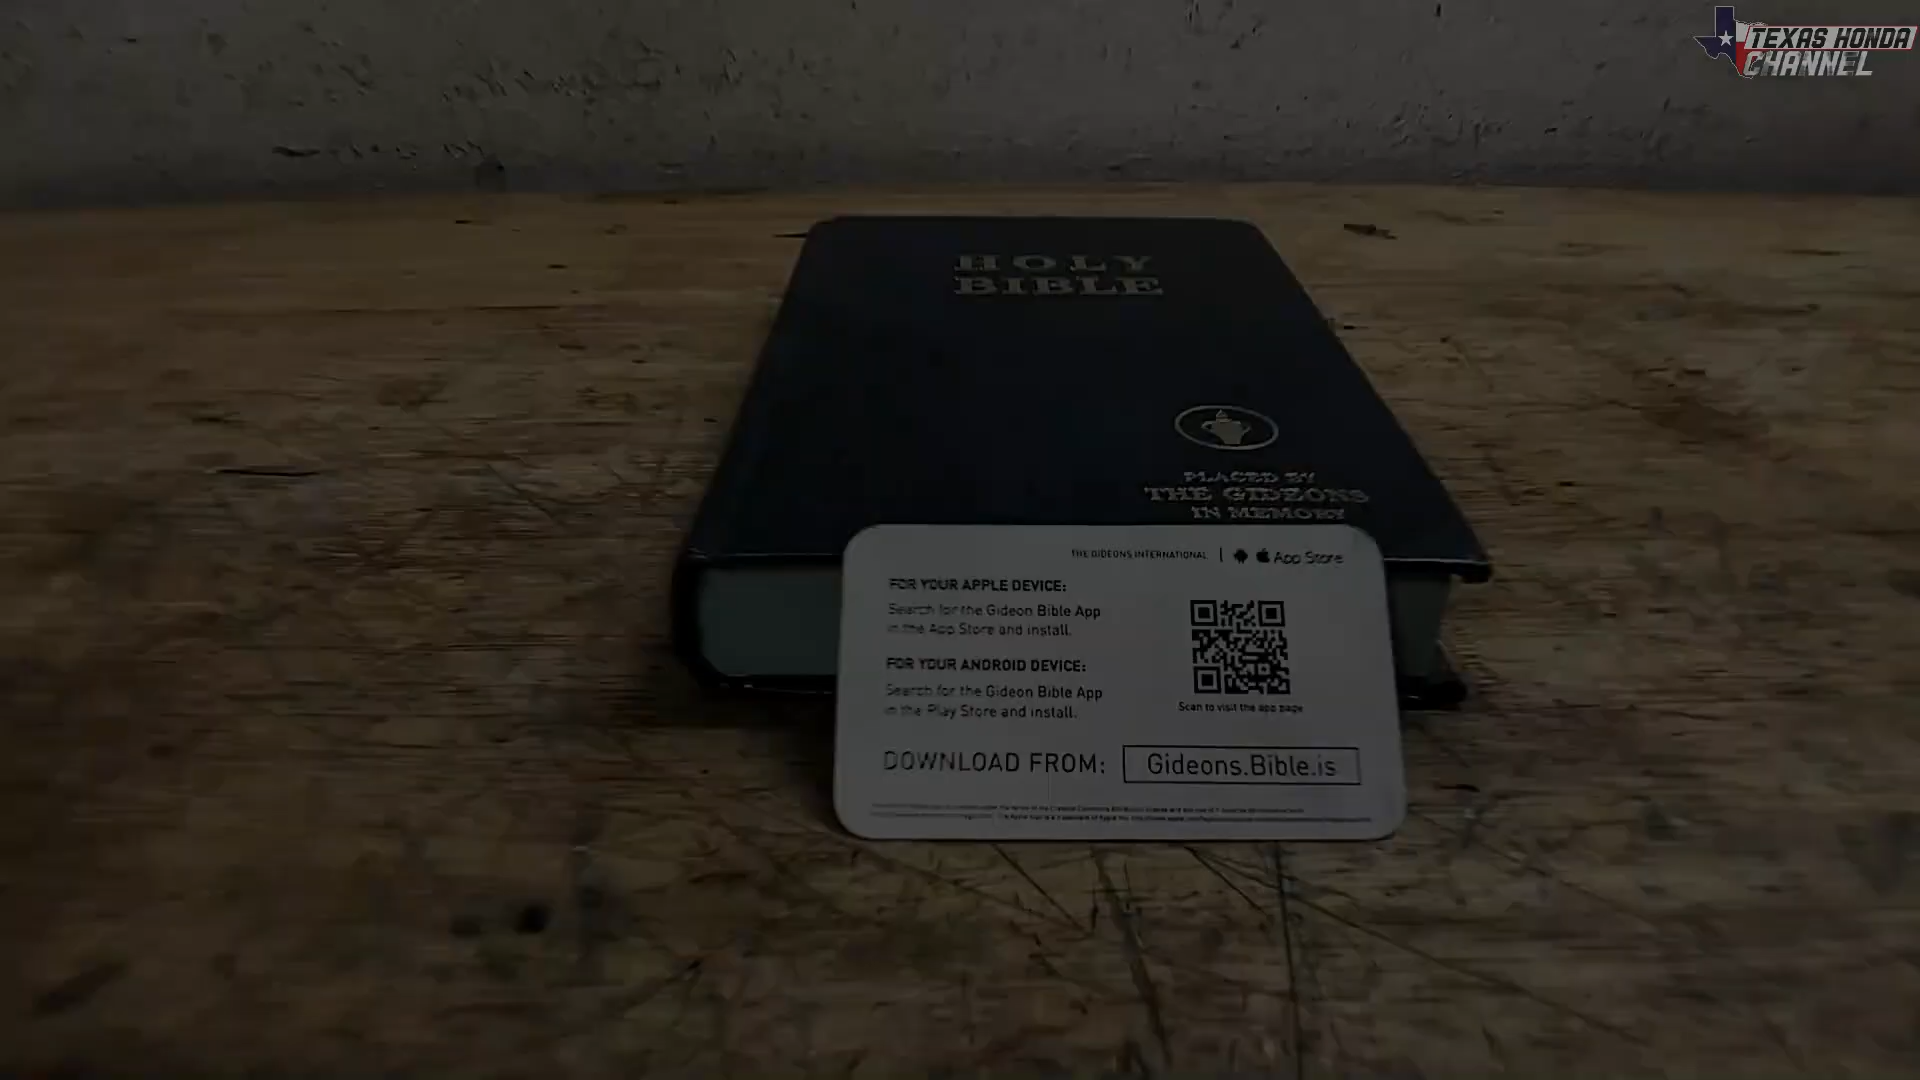 TEXAS HONDA
CHANNEL
HOLY
BIBLE
PLACED BY
THE GIDEONS
IN MEMORY
THE GIDEONS INTERNATIONAL | App Store
FOR YOUR APPLE DEVICE:
Search for the Gideon Bible App
in the App Store and install.
FOR YOUR ANDROID DEVICE:
Search for the Gideon Bible App
in the Play Store and install.
Scan to visit the app page
DOWNLOAD FROM: Gideons.Bible.is